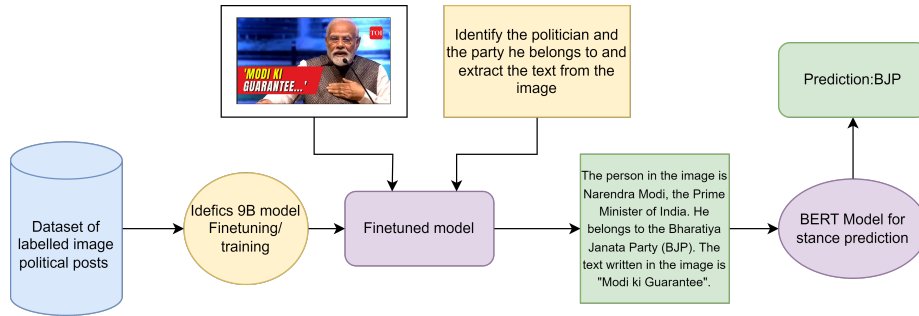 TOI
'MODI KI
GUARANTEE...'
Identify the politician and
the party he belongs to and
extract the text from the
image
Prediction:BJP
Dataset of
labelled image
political posts
Idefics 9B model
Finetuning/
training
Finetuned model
The person in the image is
Narendra Modi, the Prime
Minister of India. He
belongs to the Bharatiya
Janata Party (BJP). The
text written in the image is
"Modi ki Guarantee".
BERT Model for
stance prediction